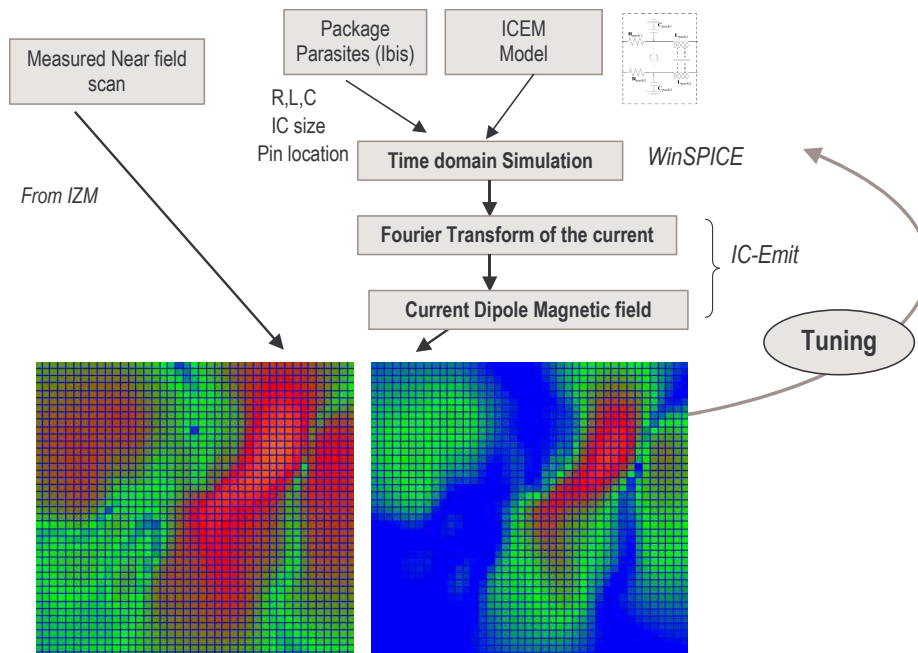 Package
Parasites (Ibis)
ICEM
Model
Measured Near field
scan
R,L,C
IC size
Pin location
Time domain Simulation
WinSPICE
From IZM
Fourier Transform of the current
IC-Emit
Current Dipole Magnetic field
Tuning